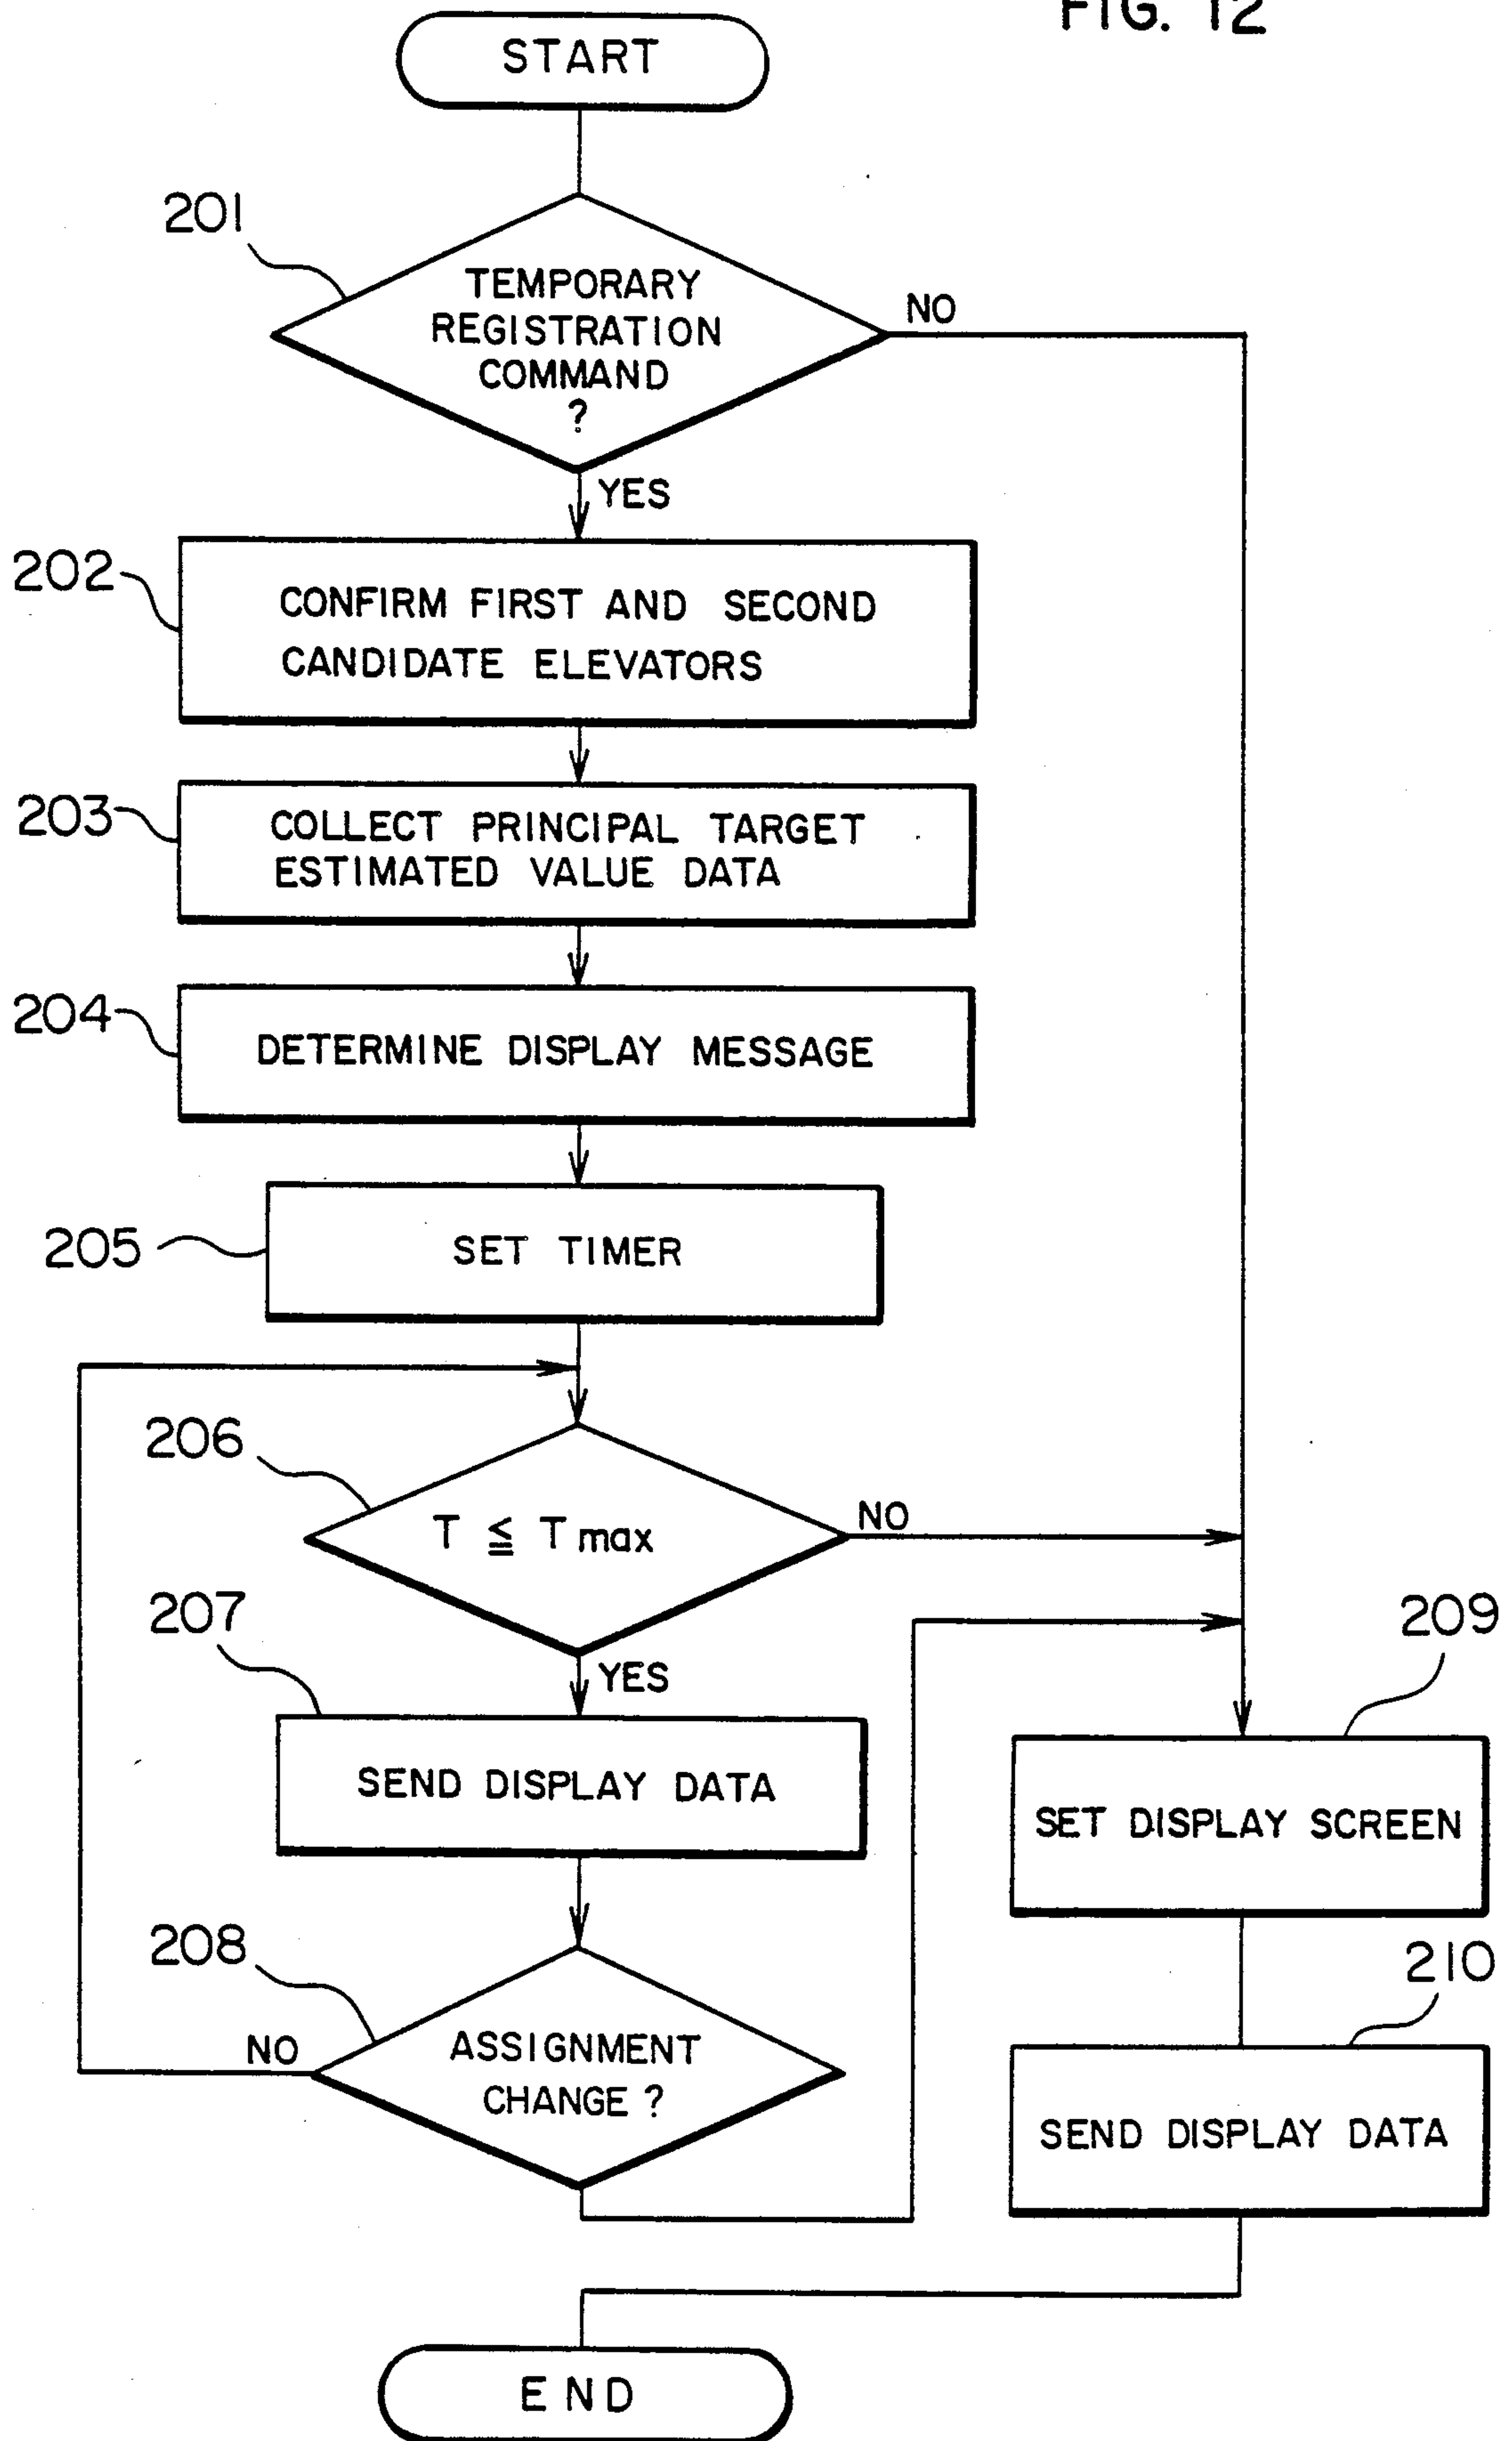 FIG. 12
START
201
TEMPORARY
REGISTRATION
COMMAND
?
NO
YES
202
CONFIRM FIRST AND SECOND
CANDIDATE ELEVATORS
203
COLLECT PRINCIPAL TARGET
ESTIMATED VALUE DATA
204
DETERMINE DISPLAY MESSAGE
205
SET TIMER
206
T ≦ Tmax
NO
YES
207
SEND DISPLAY DATA
208
ASSIGNMENT
CHANGE ?
NO
209
SET DISPLAY SCREEN
210
SEND DISPLAY DATA
END